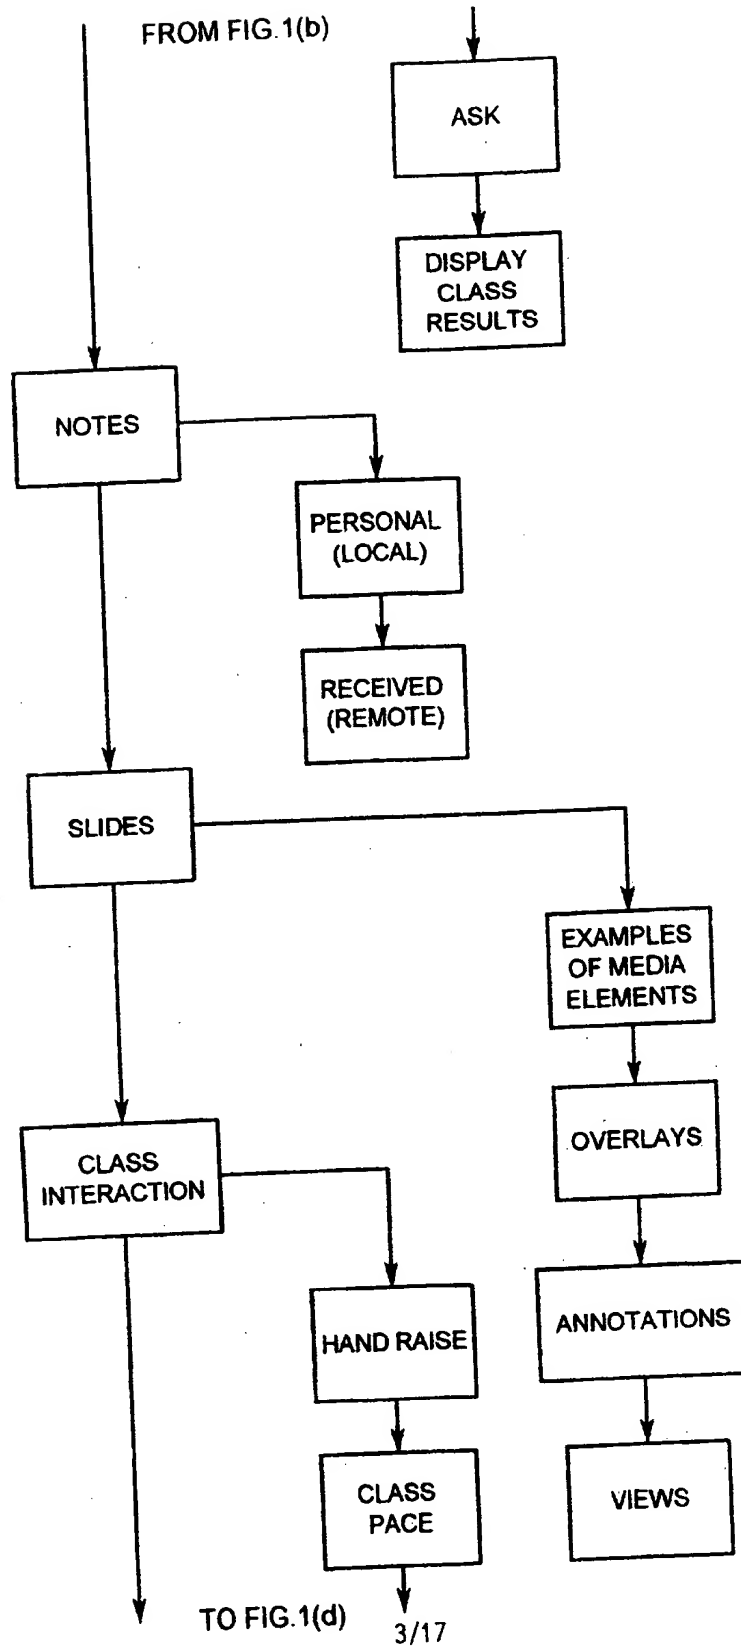 FROM FIG.1(b)
ASK
DISPLAY
CLASS
RESULTS
NOTES
PERSONAL
(LOCAL)
RECEIVED
(REMOTE)
SLIDES
EXAMPLES
OF MEDIA
ELEMENTS
OVERLAYS
ANNOTATIONS
VIEWS
CLASS
INTERACTION
HAND RAISE
CLASS
PACE
TO FIG.1(d)
3/17